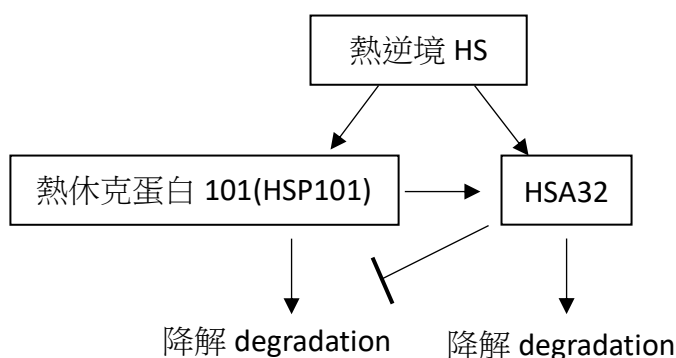 熱逆境 HS
熱休克蛋白 101(HSP101)
HSA32
降解 degradation
降解 degradation